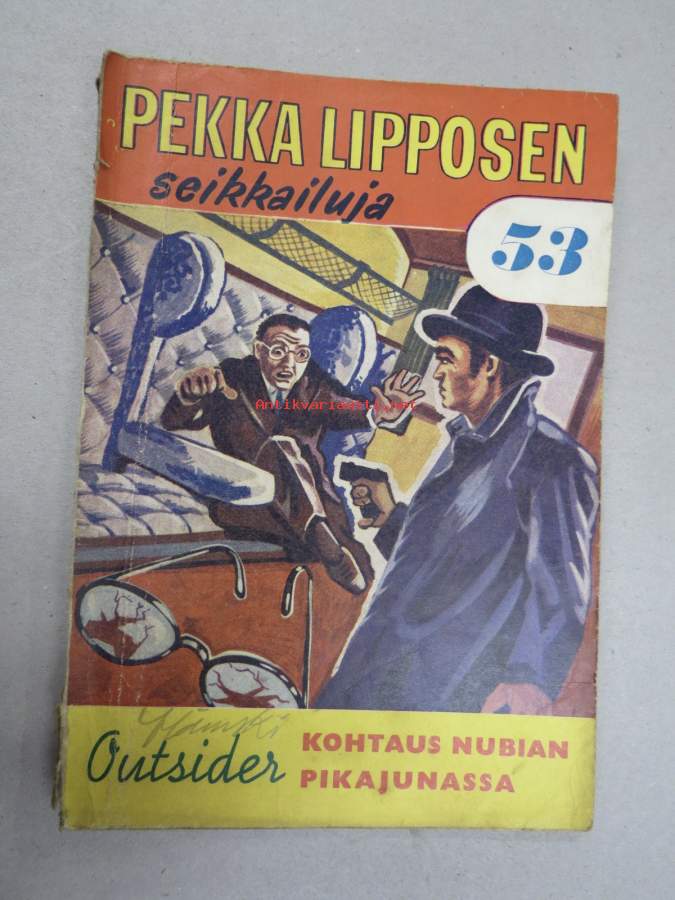 PEKKA LIPPOSEN
seikkailuja
53
Antikvariaatti.net
Outsider
KOHTAUS NUBIAN
PIKAJUNASSA